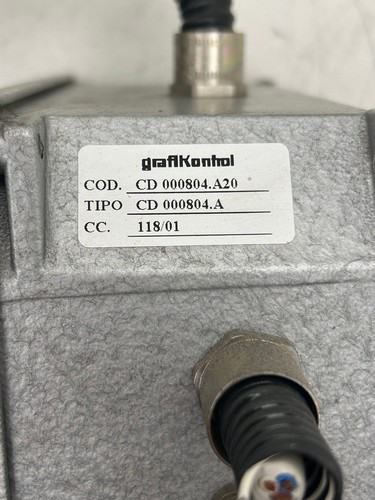 grafiKontrol
COD. CD 000804.A20
TIPO CD 000804.A
CC. 118/01